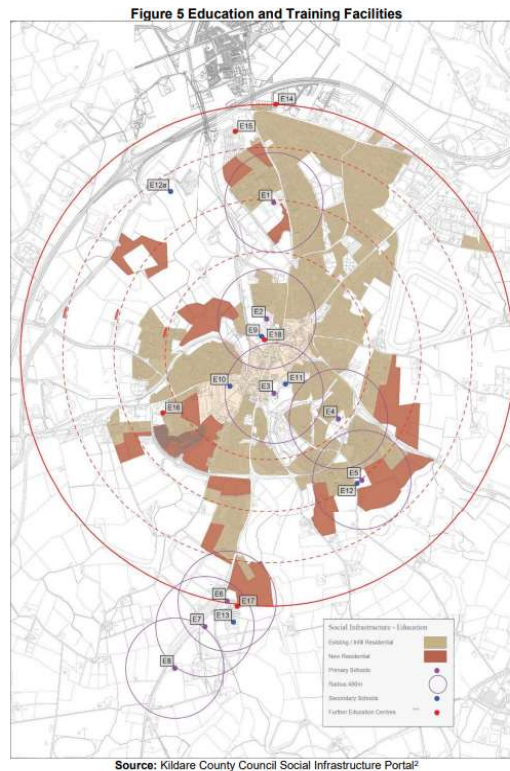 Figure 5 Education and Training Facilities
E14
E15
E12a
E1
E2
E9
E18
E10
E11
E3
E16
E4
E5
E12
E6
E17
E7
E13
E8
Social Infrastructure - Education
Existing / Infill Residential
New Residential
Primary Schools
Radius 400m
Secondary Schools
Further Education Centres
Source: Kildare County Council Social Infrastructure Portal²